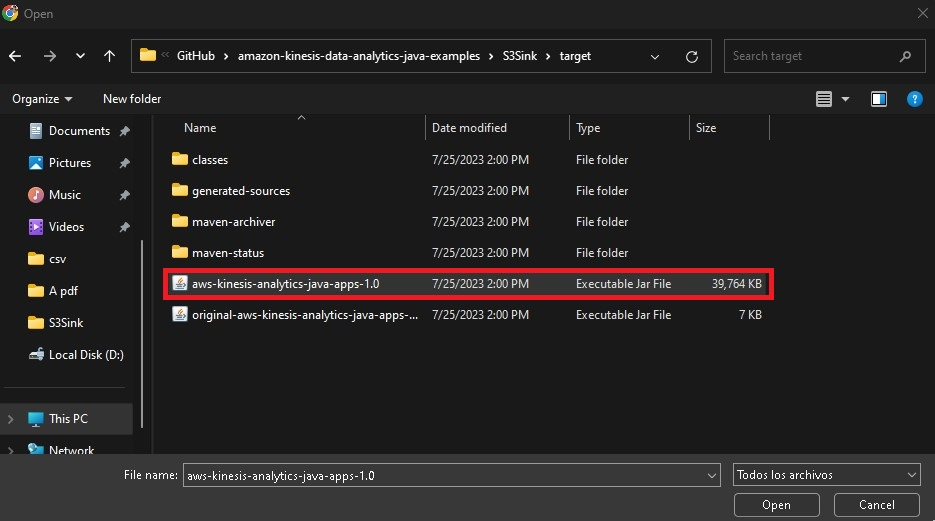 Open
GitHub > amazon-kinesis-data-analytics-java-examples > S3Sink > target
Search target
Organize New folder
Name Date modified Type Size
Documents
Pictures
Music
Videos
csv
A pdf
S3Sink
Local Disk (D:)
This PC
Network
classes 7/25/2023 2:00 PM File folder
generated-sources 7/25/2023 2:00 PM File folder
maven-archiver 7/25/2023 2:00 PM File folder
maven-status 7/25/2023 2:00 PM File folder
aws-kinesis-analytics-java-apps-1.0 7/25/2023 2:00 PM Executable Jar File 39,764 KB
original-aws-kinesis-analytics-java-apps-... 7/25/2023 2:00 PM Executable Jar File 7 KB
File name: aws-kinesis-analytics-java-apps-1.0 Todos los archivos
Open Cancel